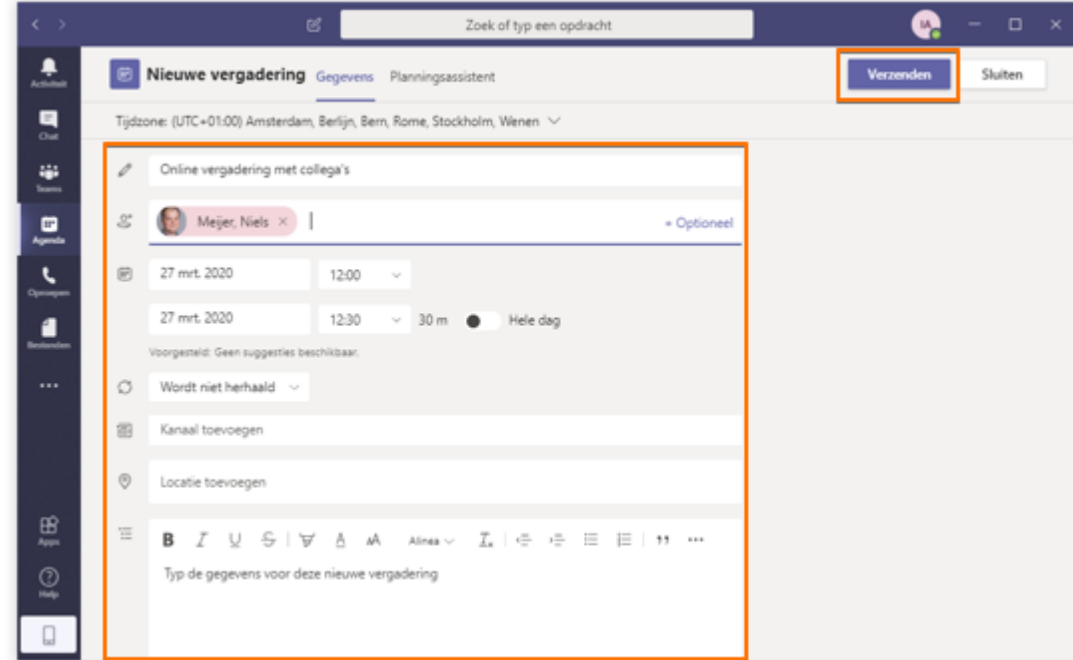 Zoek of typ een opdracht
IA
Activiteit
Chat
Teams
Agenda
Oproepen
Bestanden
Apps
Help
Nieuwe vergadering Gegevens Planningsassistent
Verzenden Sluiten
Tijdzone: (UTC+01:00) Amsterdam, Berlijn, Bern, Rome, Stockholm, Wenen
Online vergadering met collega's
Meijer, Niels × + Optioneel
27 mrt. 2020 12:00
27 mrt. 2020 12:30 30 m Hele dag
Voorgesteld: Geen suggesties beschikbaar.
Wordt niet herhaald
Kanaal toevoegen
Locatie toevoegen
B I U S A AA Alinea Ix
Typ de gegevens voor deze nieuwe vergadering